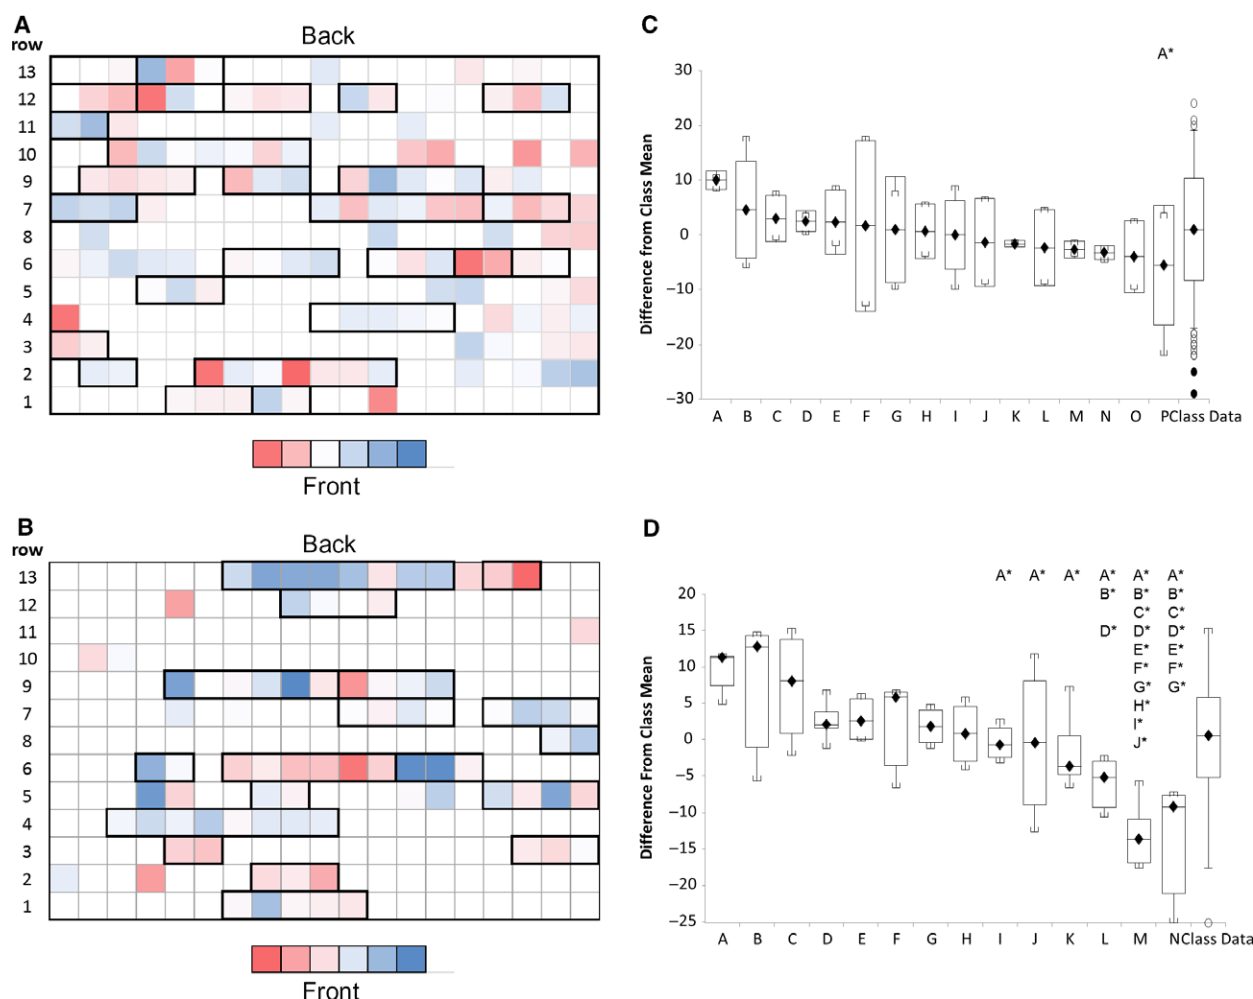 A
row
Back
13
12
11
10
9
7
8
6
5
4
3
2
1
Front
B
row
Back
13
12
11
10
9
7
8
6
5
4
3
2
1
Front
C
A*
Difference from Class Mean
30
20
10
0
−10
−20
−30
A B C D E F G H I J K L M N O P Class Data
D
A* A* A* A* A* A*
B* B* B*
C* C*
D* D* D*
E* E*
F* F*
G* G*
H*
I*
J*
Difference From Class Mean
20
15
10
5
0
−5
−10
−15
−20
−25
A B C D E F G H I J K L M N Class Data